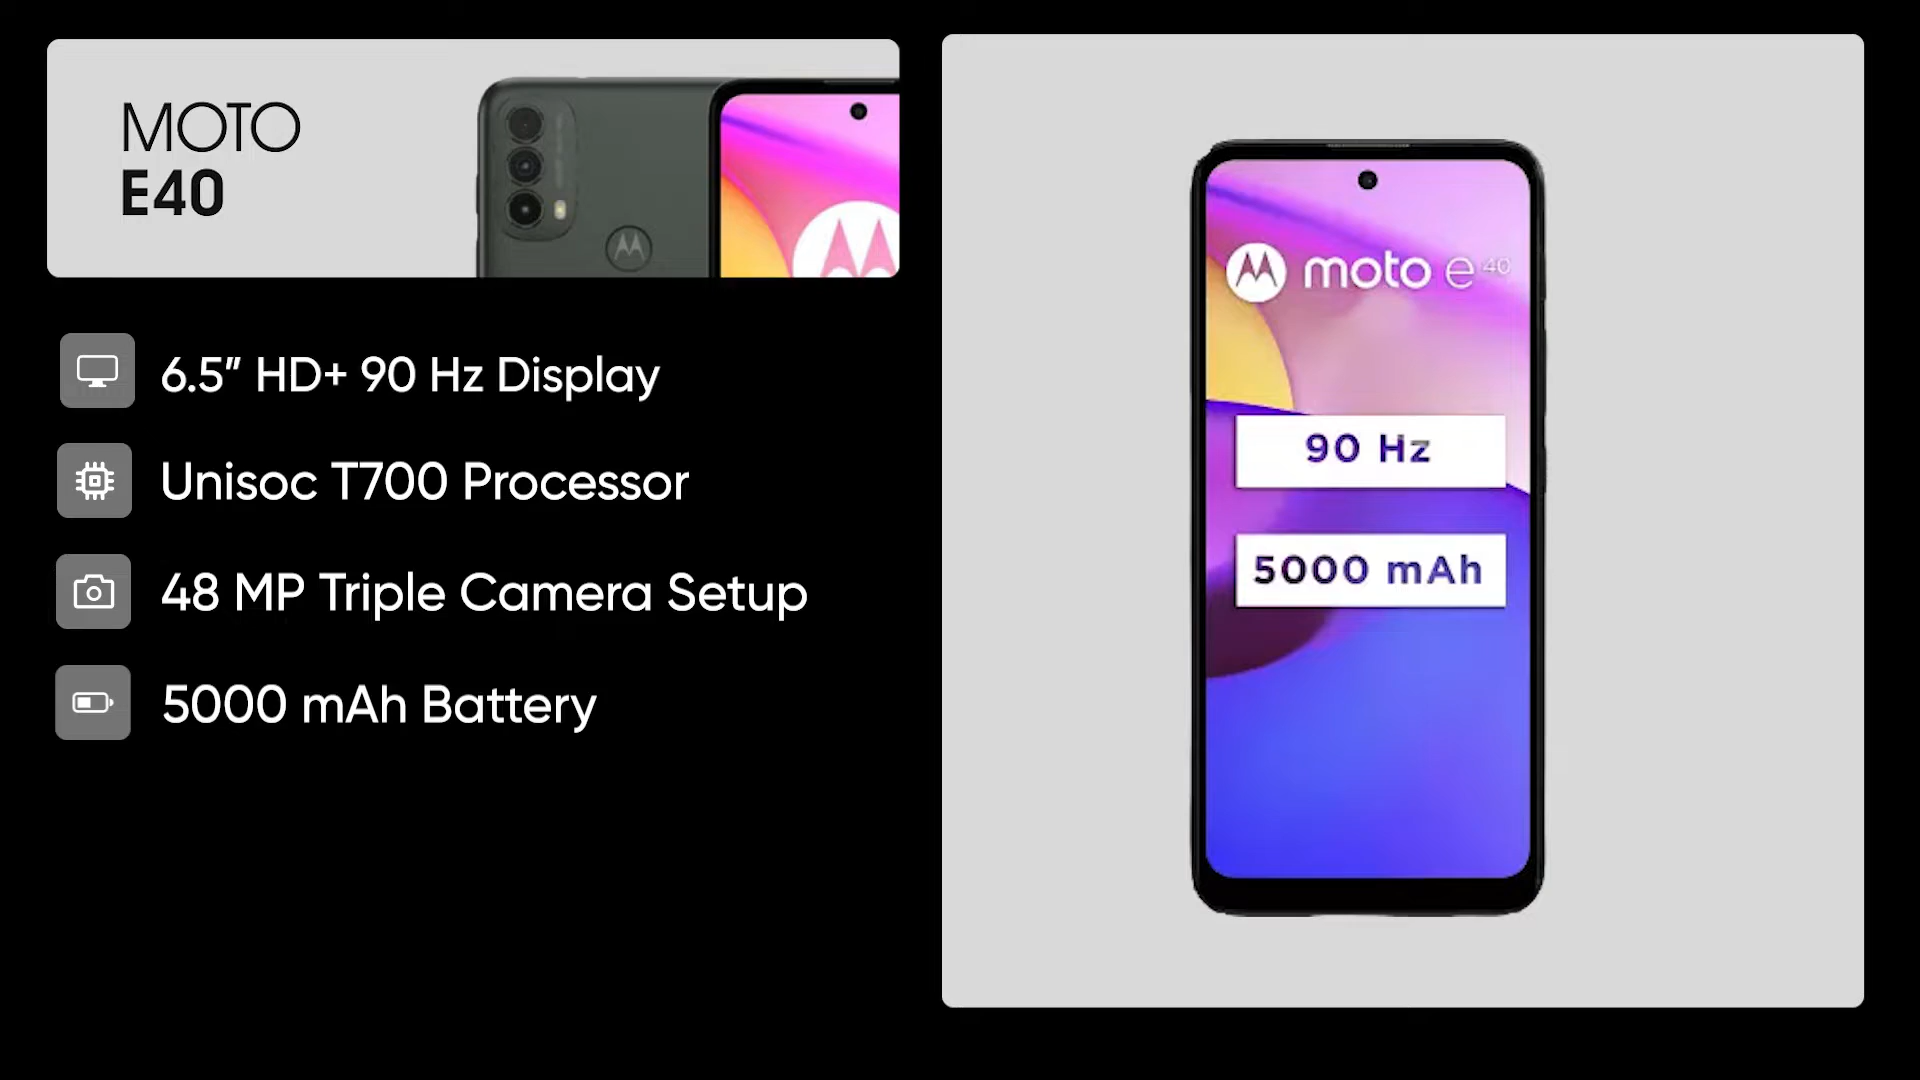 MOTO
E40
6.5” HD+ 90 Hz Display
Unisoc T700 Processor
48 MP Triple Camera Setup
5000 mAh Battery
moto e40
90 Hz
5000 mAh